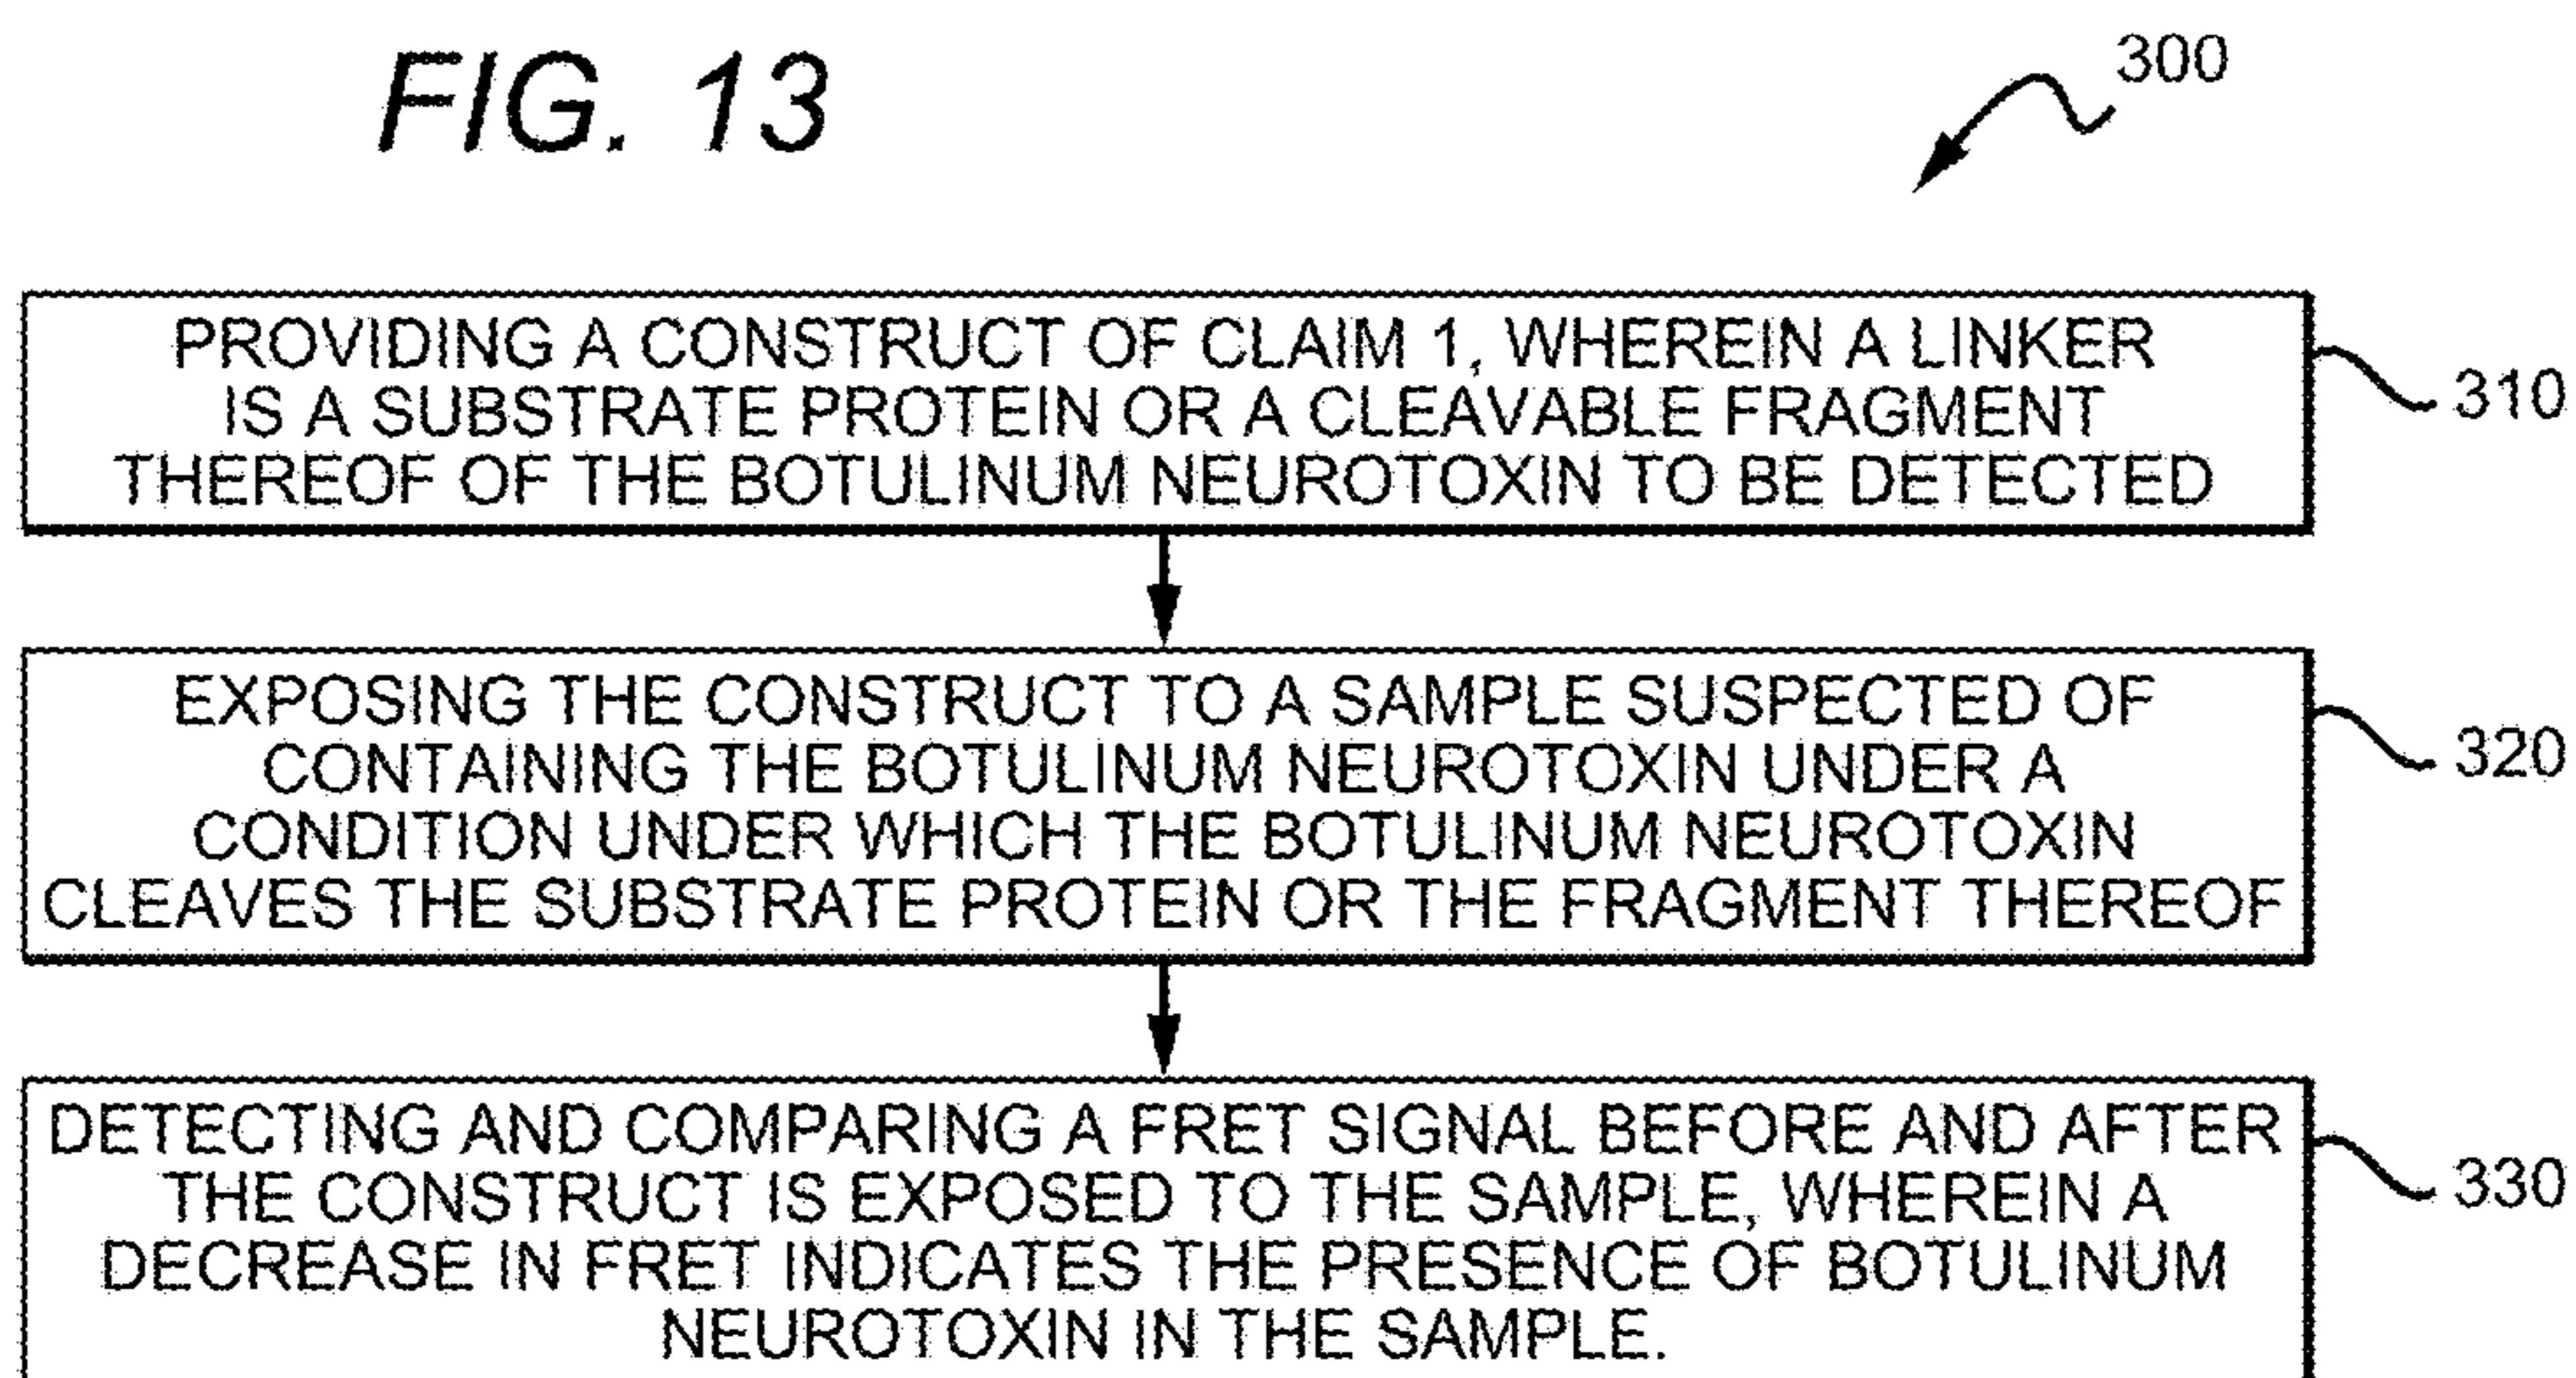 FIG. 13
300
PROVIDING A CONSTRUCT OF CLAIM 1, WHEREIN A LINKER
IS A SUBSTRATE PROTEIN OR A CLEAVABLE FRAGMENT
THEREOF OF THE BOTULINUM NEUROTOXIN TO BE DETECTED
310
EXPOSING THE CONSTRUCT TO A SAMPLE SUSPECTED OF
CONTAINING THE BOTULINUM NEUROTOXIN UNDER A
CONDITION UNDER WHICH THE BOTULINUM NEUROTOXIN
CLEAVES THE SUBSTRATE PROTEIN OR THE FRAGMENT THEREOF
320
DETECTING AND COMPARING A FRET SIGNAL BEFORE AND AFTER
THE CONSTRUCT IS EXPOSED TO THE SAMPLE, WHEREIN A
DECREASE IN FRET INDICATES THE PRESENCE OF BOTULINUM
NEUROTOXIN IN THE SAMPLE.
330